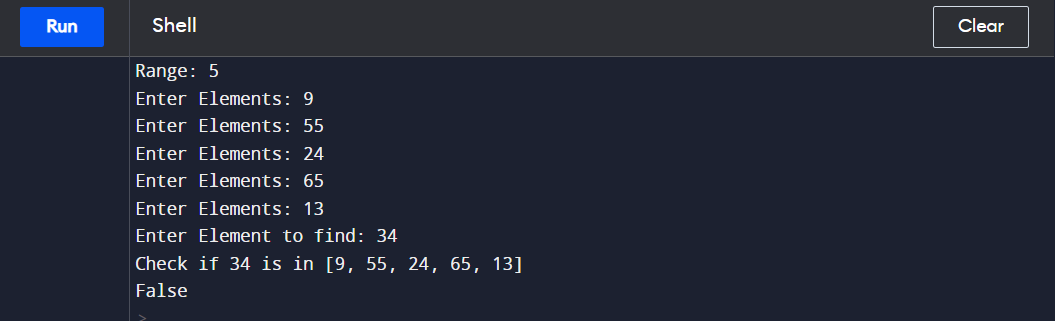 Run Shell Clear
Range: 5
Enter Elements: 9
Enter Elements: 55
Enter Elements: 24
Enter Elements: 65
Enter Elements: 13
Enter Element to find: 34
Check if 34 is in [9, 55, 24, 65, 13]
False
>